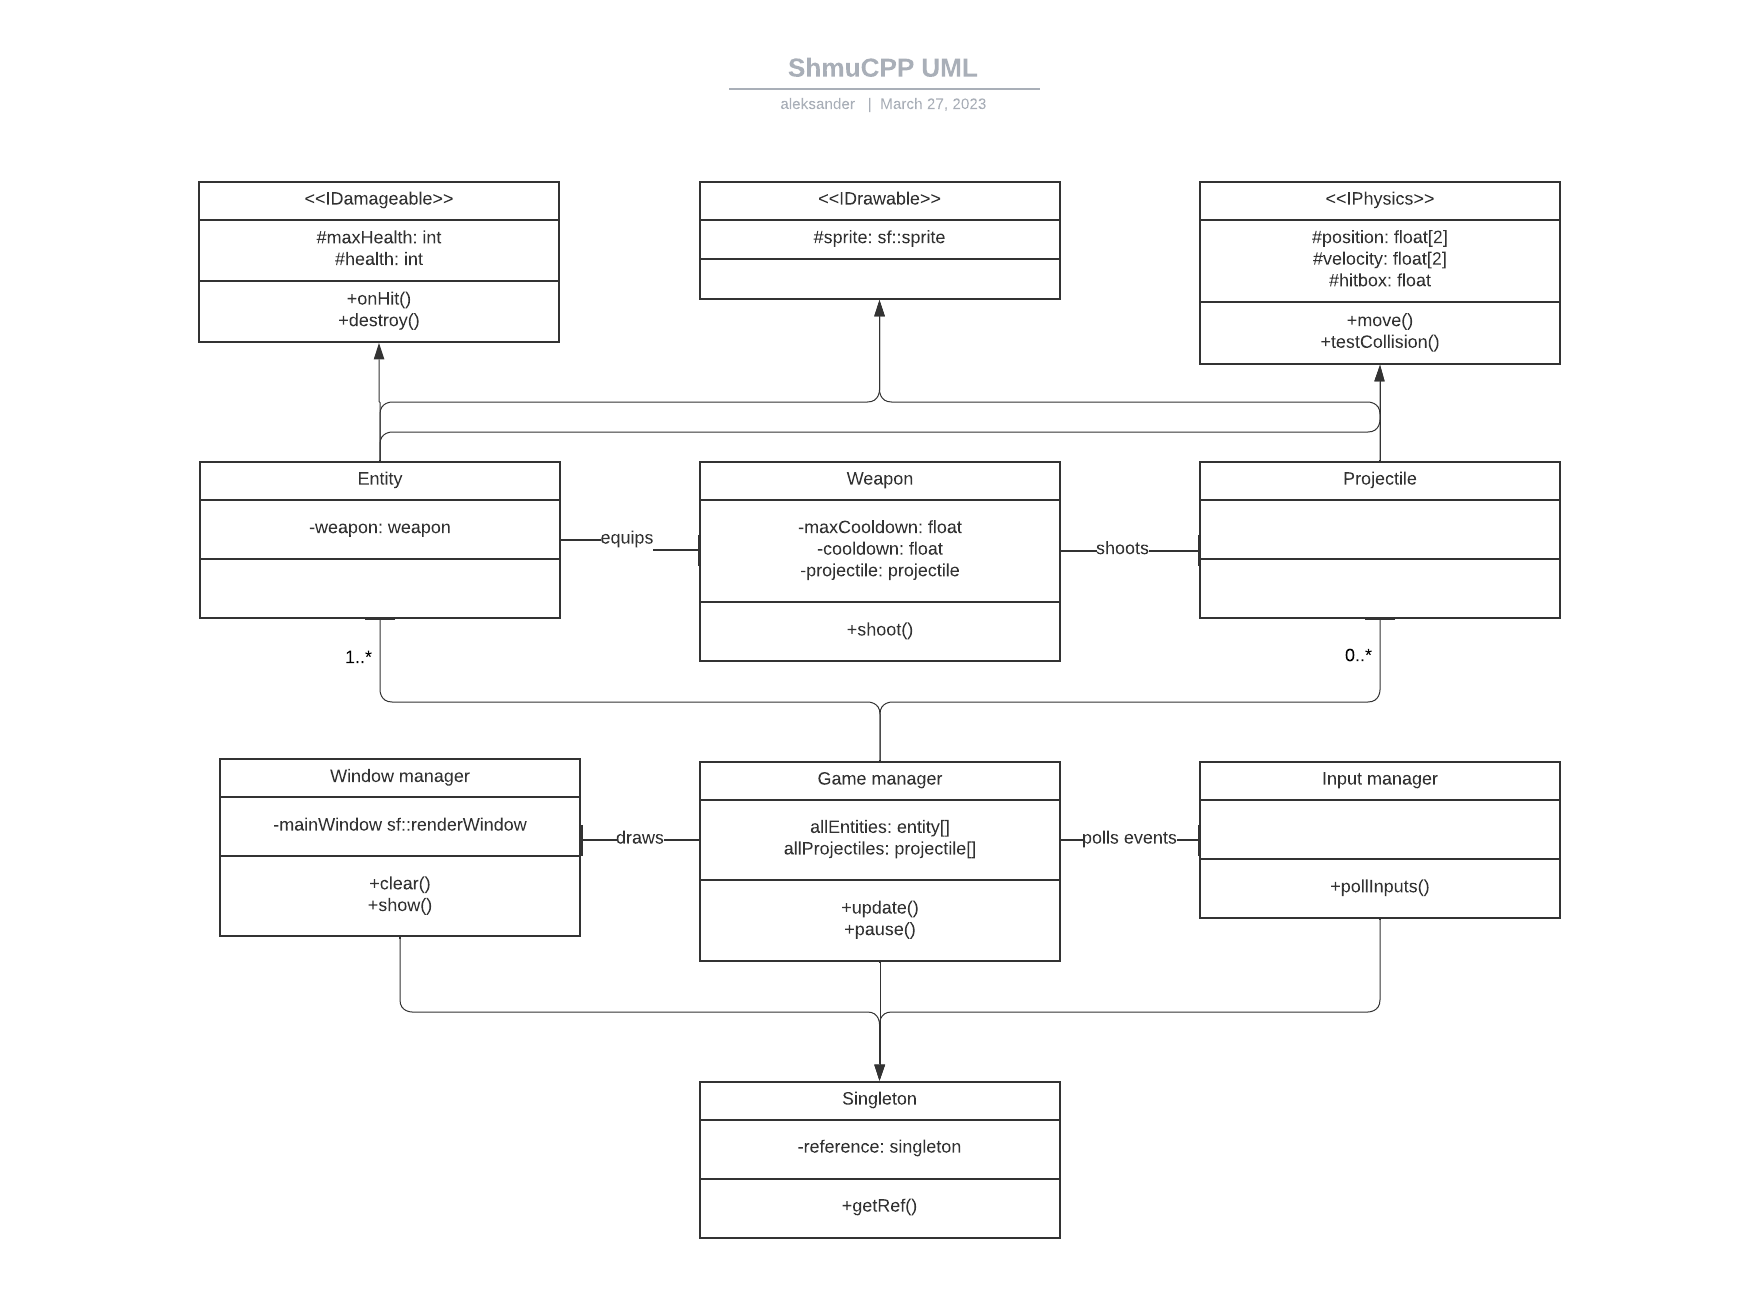 ShmuCPP UML
aleksander | March 27, 2023
<<IDamageable>>
#maxHealth: int
#health: int
+onHit()
+destroy()
<<IDrawable>>
#sprite: sf::sprite
<<IPhysics>>
#position: float[2]
#velocity: float[2]
#hitbox: float
+move()
+testCollision()
Entity
-weapon: weapon
equips
Weapon
-maxCooldown: float
-cooldown: float
-projectile: projectile
+shoot()
shoots
Projectile
1..*
0..*
Window manager
-mainWindow sf::renderWindow
+clear()
+show()
draws
Game manager
allEntities: entity[]
allProjectiles: projectile[]
+update()
+pause()
polls events
Input manager
+pollInputs()
Singleton
-reference: singleton
+getRef()